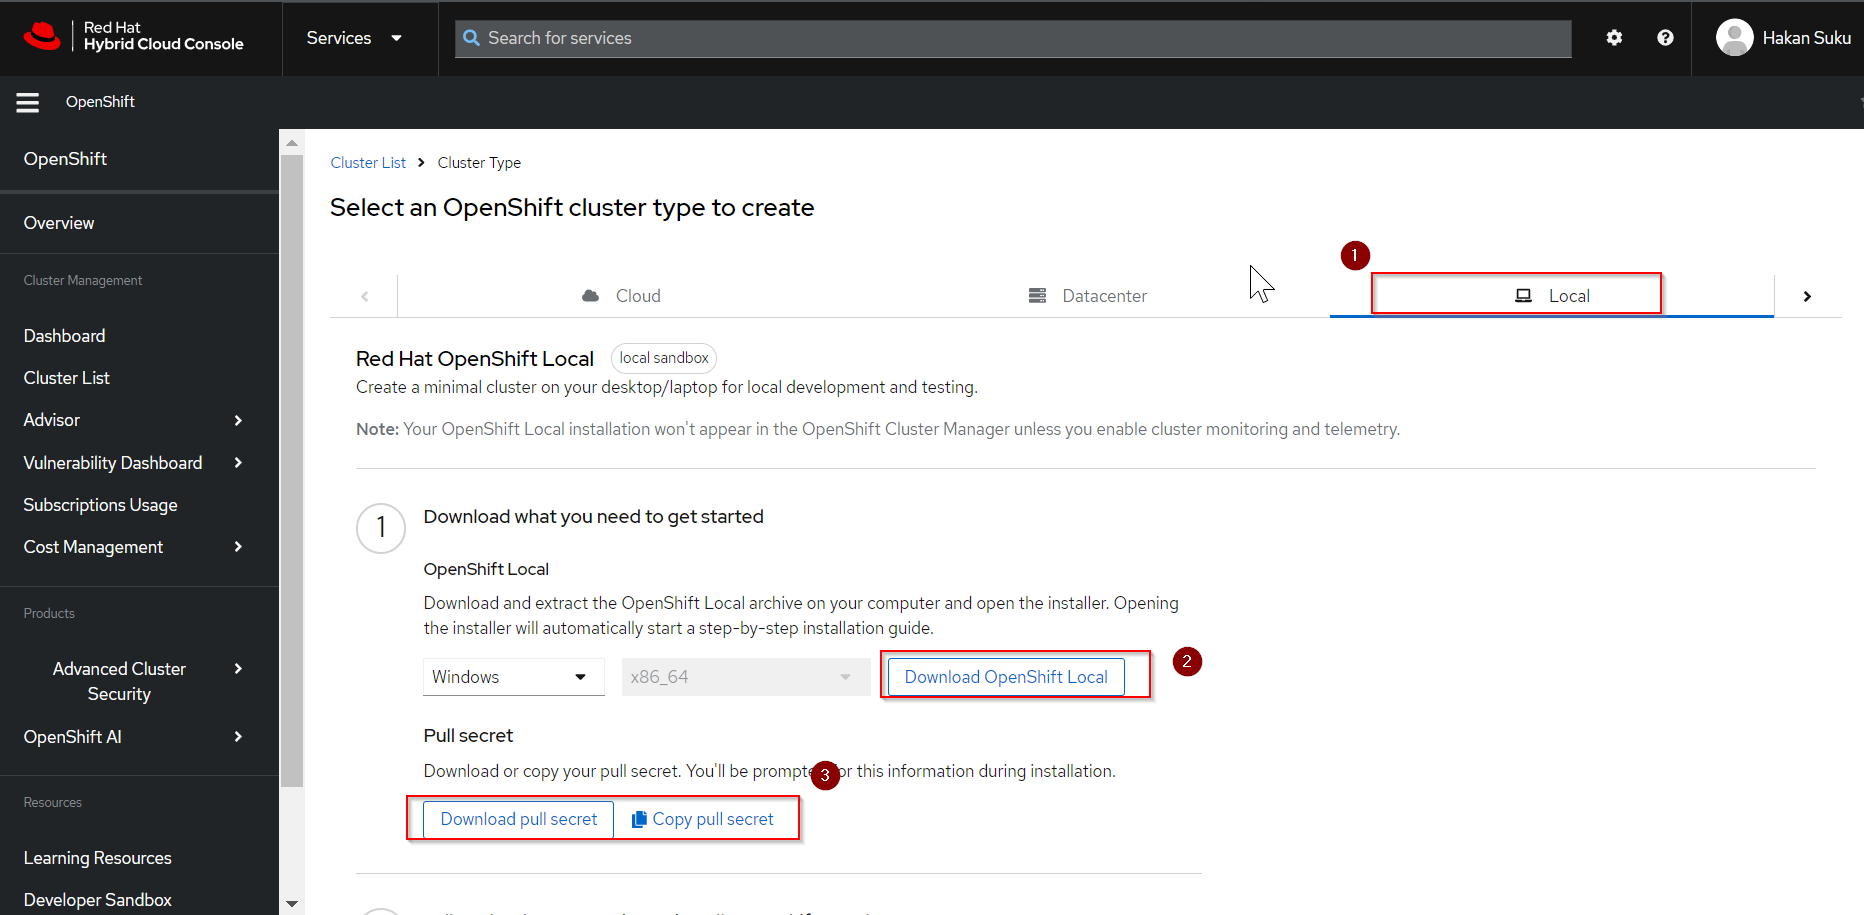 Red Hat
Hybrid Cloud Console
Services
Search for services
Hakan Suku
OpenShift
OpenShift
Overview
Cluster Management
Dashboard
Cluster List
Advisor
Vulnerability Dashboard
Subscriptions Usage
Cost Management
Products
Advanced Cluster
Security
OpenShift AI
Resources
Learning Resources
Developer Sandbox
Cluster List > Cluster Type
Select an OpenShift cluster type to create
1
Cloud
Datacenter
Local
Red Hat OpenShift Local local sandbox
Create a minimal cluster on your desktop/laptop for local development and testing.
Note: Your OpenShift Local installation won't appear in the OpenShift Cluster Manager unless you enable cluster monitoring and telemetry.
1 Download what you need to get started
OpenShift Local
Download and extract the OpenShift Local archive on your computer and open the installer. Opening
the installer will automatically start a step-by-step installation guide.
Windows x86_64 Download OpenShift Local 2
Pull secret
Download or copy your pull secret. You'll be prompte 3 or this information during installation.
Download pull secret Copy pull secret